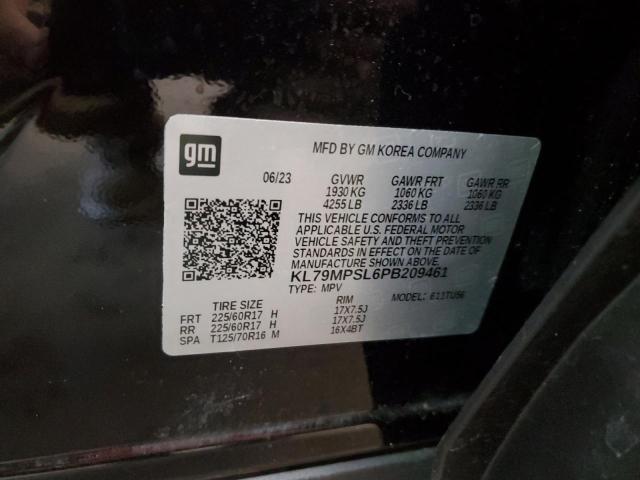 gm
MFD BY GM KOREA COMPANY
06/23 GVWR GAWR FRT GAWR RR
1930 KG 1060 KG 1060 KG
4255 LB 2336 LB 2336 LB
THIS VEHICLE CONFORMS TO ALL
APPLICABLE U.S. FEDERAL MOTOR
VEHICLE SAFETY AND THEFT PREVENTION
STANDARDS IN EFFECT ON THE DATE OF
MANUFACTURE SHOWN ABOVE.
KL79MPSL6PB209461
TYPE: MPV MODEL: 611TU56
TIRE SIZE RIM
FRT 225/60R17 H 17X7.5J
RR 225/60R17 H 17X7.5J
SPA T125/70R16 M 16X4BT